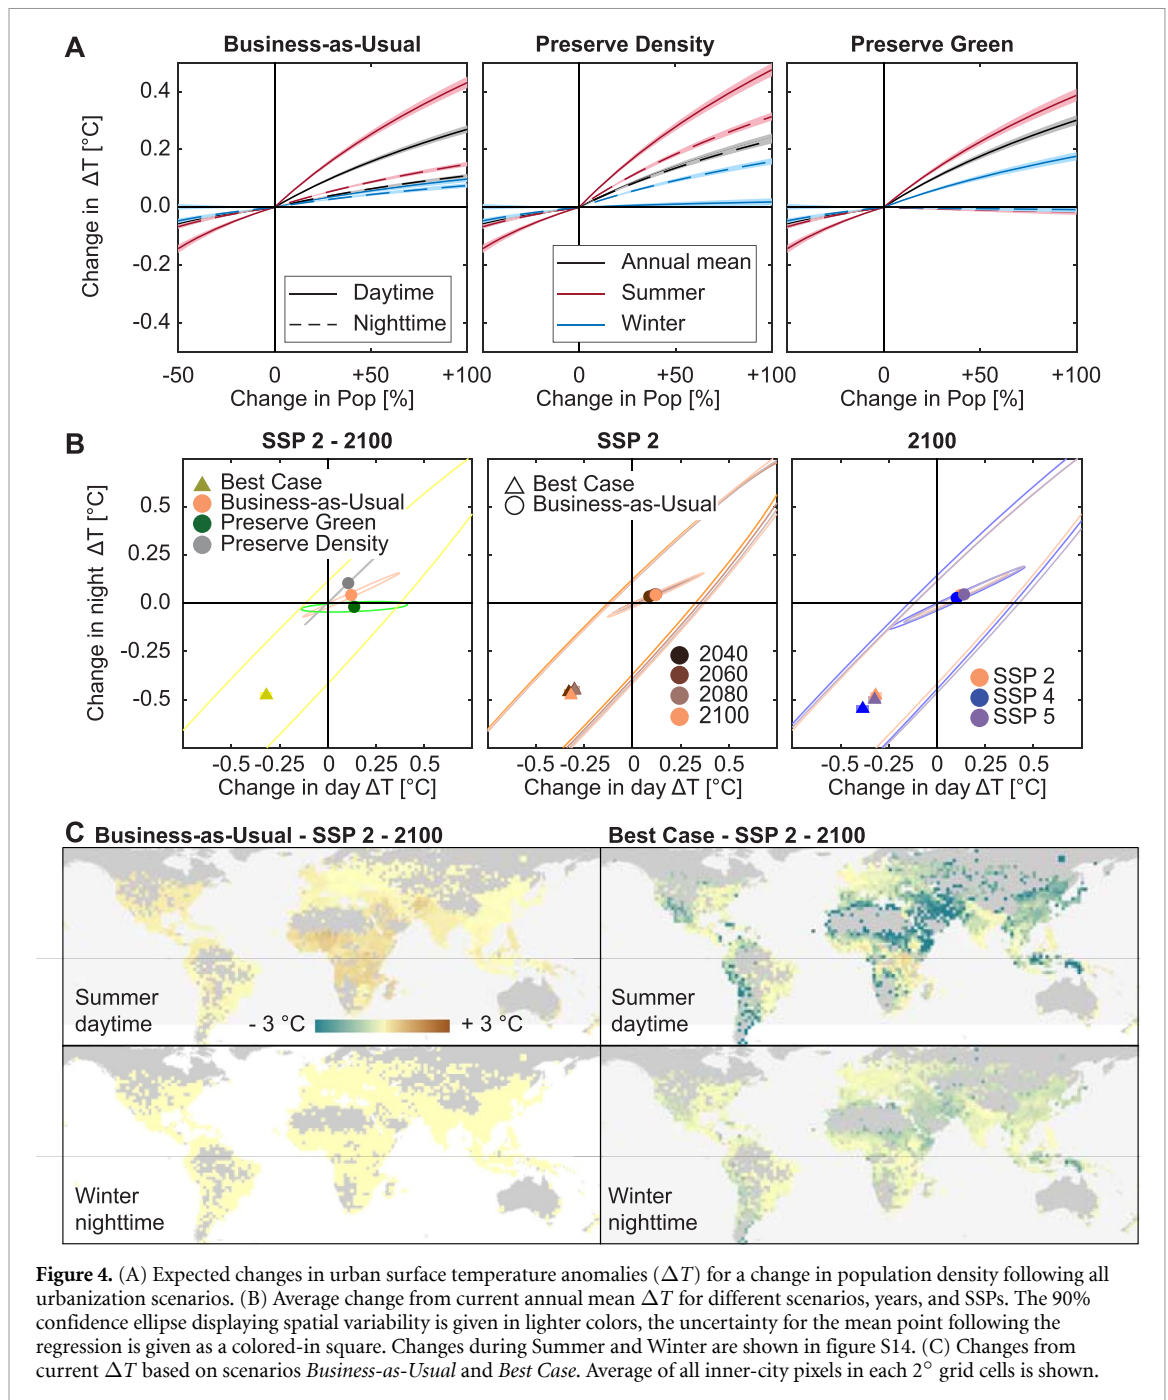 A
Business-as-Usual
Preserve Density
Preserve Green
Change in ΔT [°C]
0.4
0.2
0.0
-0.2
-0.4
Daytime
Nighttime
Annual mean
Summer
Winter
-50 0 +50 +100
0 +50 +100
0 +50 +100
Change in Pop [%]
Change in Pop [%]
Change in Pop [%]
B
SSP 2 - 2100
SSP 2
2100
Change in night ΔT [°C]
0.5
0.25
0.0
-0.25
-0.5
Best Case
Business-as-Usual
Preserve Green
Preserve Density
Best Case
Business-as-Usual
2040
2060
2080
2100
SSP 2
SSP 4
SSP 5
-0.5 -0.25 0 0.25 0.5
-0.5 -0.25 0 0.25 0.5
-0.5 -0.25 0 0.25 0.5
Change in day ΔT [°C]
Change in day ΔT [°C]
Change in day ΔT [°C]
C Business-as-Usual - SSP 2 - 2100
Best Case - SSP 2 - 2100
Summer
daytime
- 3 °C + 3 °C
Summer
daytime
Winter
nighttime
Winter
nighttime
Figure 4. (A) Expected changes in urban surface temperature anomalies (ΔT) for a change in population density following all
urbanization scenarios. (B) Average change from current annual mean ΔT for different scenarios, years, and SSPs. The 90%
confidence ellipse displaying spatial variability is given in lighter colors, the uncertainty for the mean point following the
regression is given as a colored-in square. Changes during Summer and Winter are shown in figure S14. (C) Changes from
current ΔT based on scenarios Business-as-Usual and Best Case. Average of all inner-city pixels in each 2° grid cells is shown.